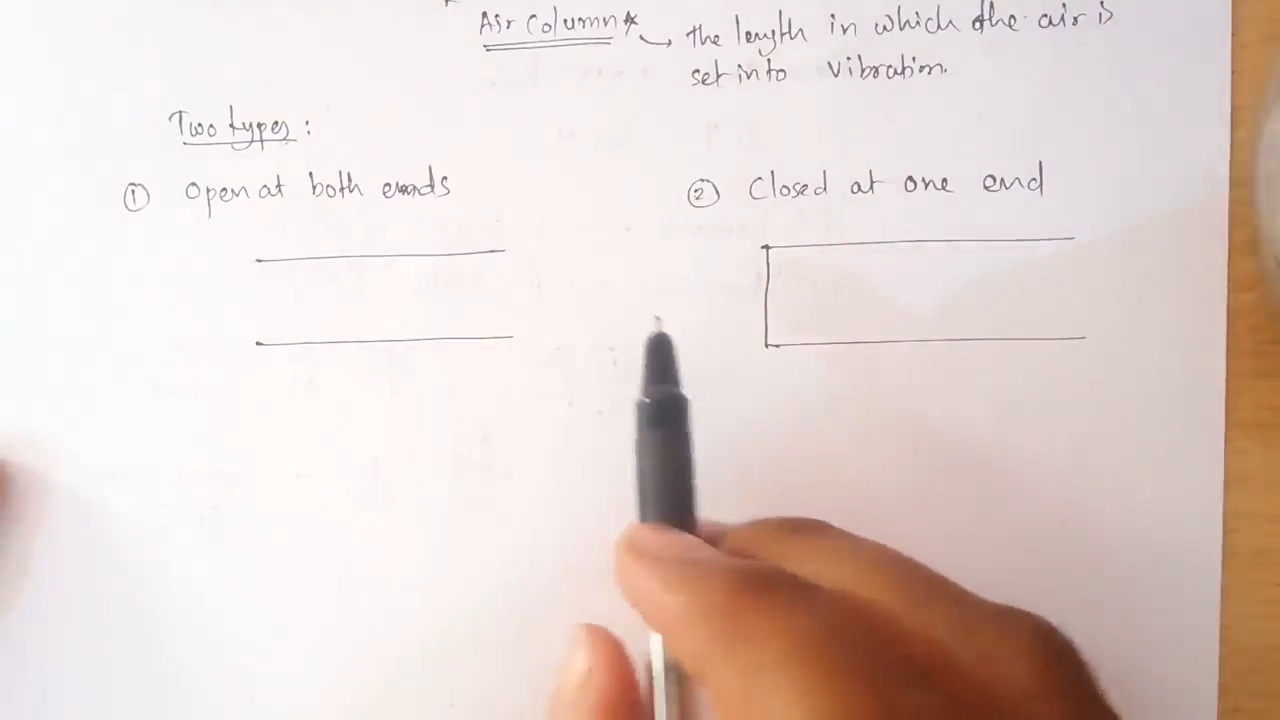 Air Column* → the length in which the air is
set into vibration.
Two types:
① Open at both ends
② Closed at one end